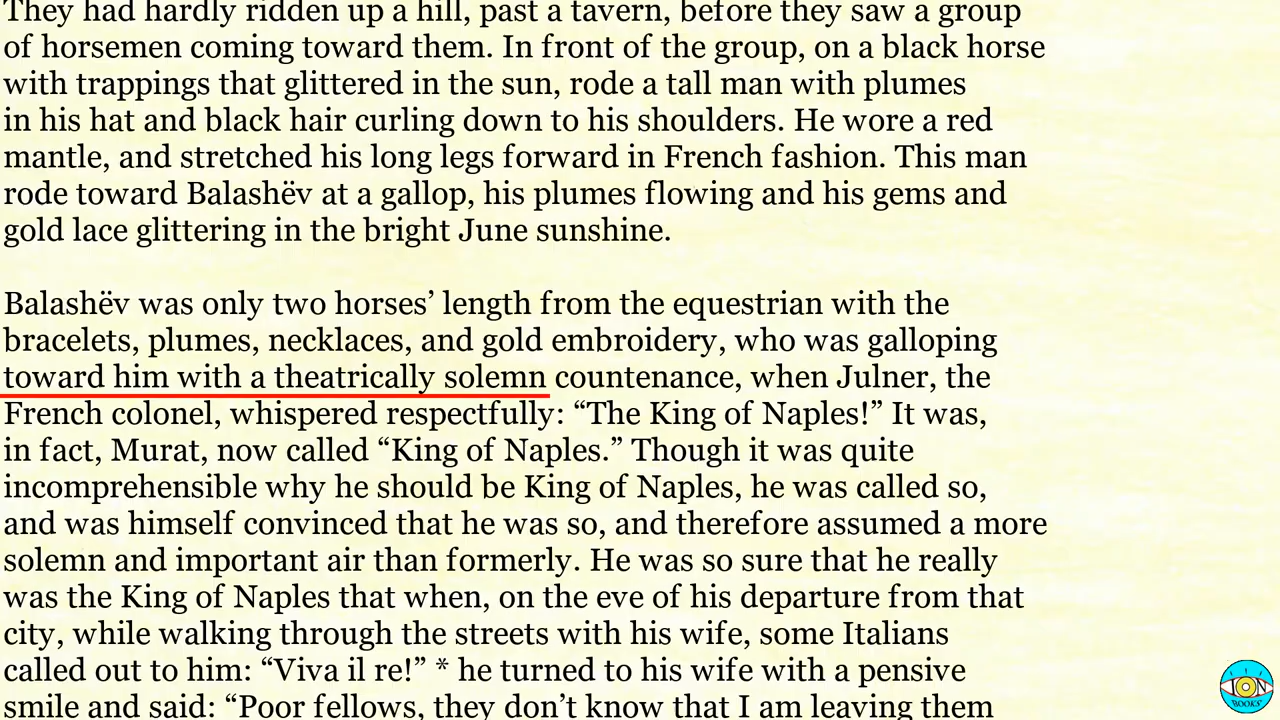 They had hardly ridden up a hill, past a tavern, before they saw a group
of horsemen coming toward them. In front of the group, on a black horse
with trappings that glittered in the sun, rode a tall man with plumes
in his hat and black hair curling down to his shoulders. He wore a red
mantle, and stretched his long legs forward in French fashion. This man
rode toward Balashëv at a gallop, his plumes flowing and his gems and
gold lace glittering in the bright June sunshine.
Balashëv was only two horses’ length from the equestrian with the
bracelets, plumes, necklaces, and gold embroidery, who was galloping
toward him with a theatrically solemn countenance, when Julner, the
French colonel, whispered respectfully: “The King of Naples!” It was,
in fact, Murat, now called “King of Naples.” Though it was quite
incomprehensible why he should be King of Naples, he was called so,
and was himself convinced that he was so, and therefore assumed a more
solemn and important air than formerly. He was so sure that he really
was the King of Naples that when, on the eve of his departure from that
city, while walking through the streets with his wife, some Italians
called out to him: “Viva il re!” * he turned to his wife with a pensive
smile and said: “Poor fellows, they don’t know that I am leaving them
ION
BOOKS